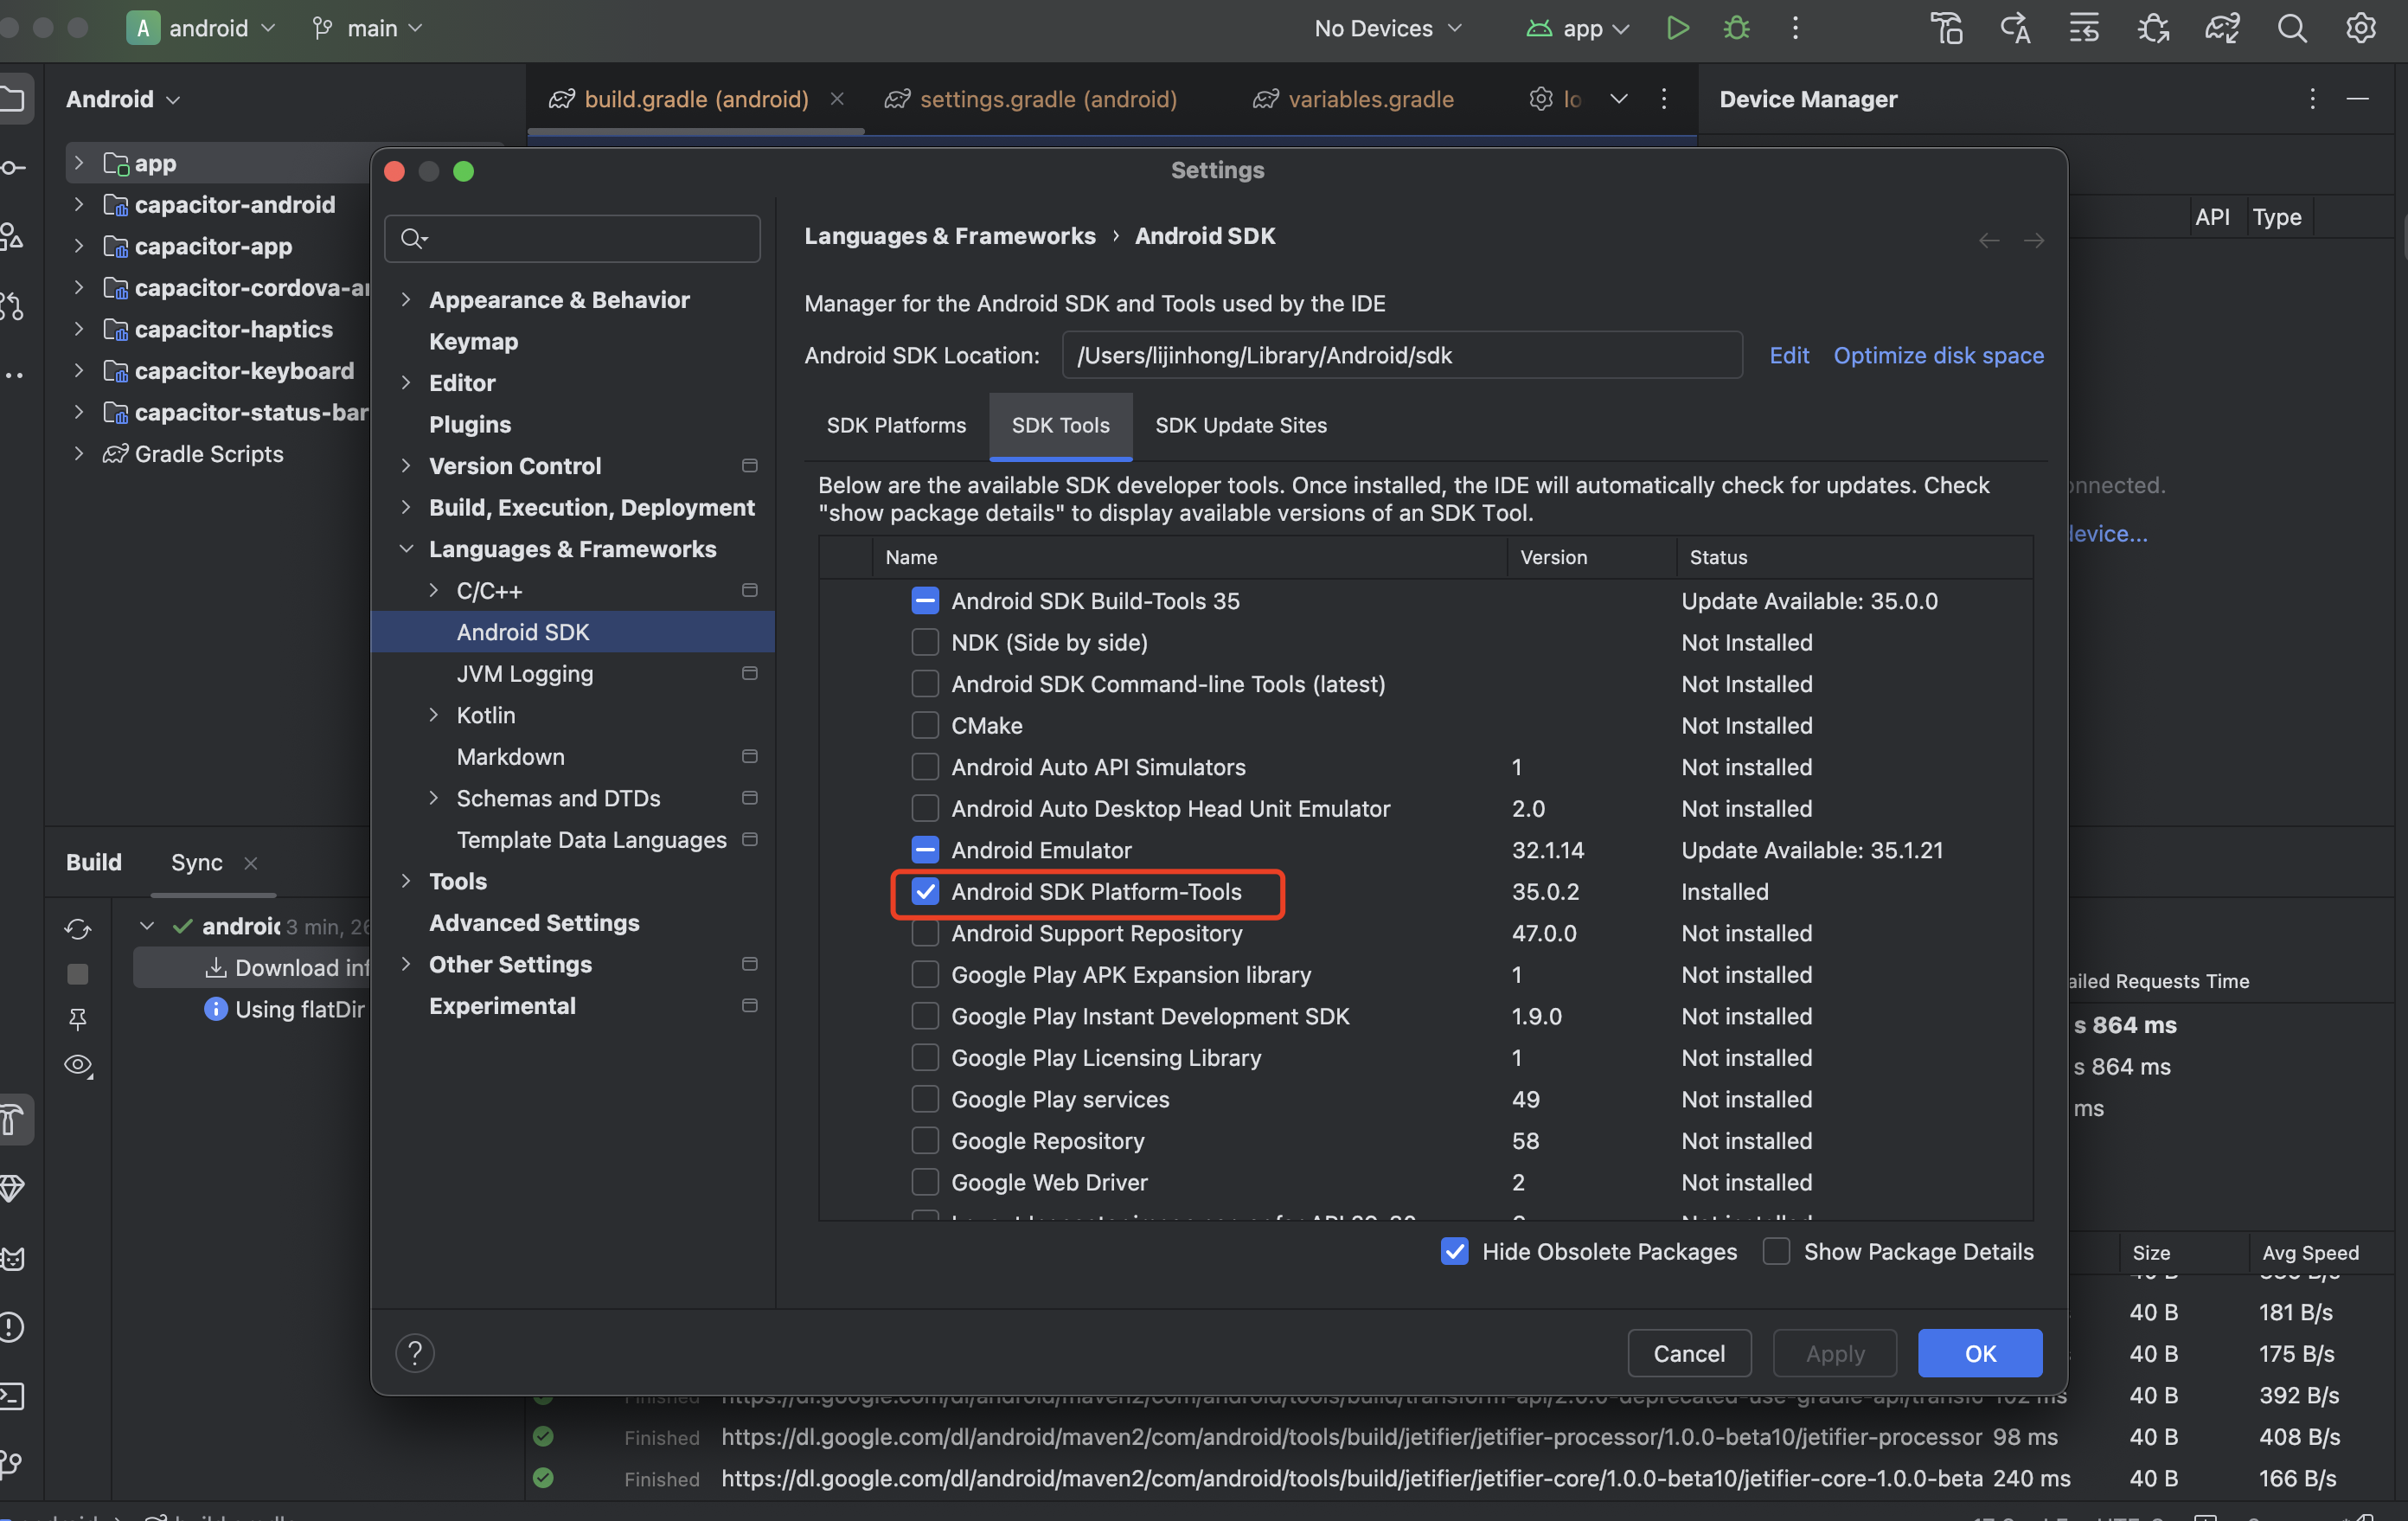 A android main No Devices app
Android
build.gradle (android) settings.gradle (android) variables.gradle lo
Device Manager
app
capacitor-android
capacitor-app
capacitor-cordova-an
capacitor-haptics
capacitor-keyboard
capacitor-status-bar
Gradle Scripts
API Type
onnected.
device...
Build Sync
android 3 min, 26
Download inf
Using flatDir
Settings
Appearance & Behavior
Keymap
Editor
Plugins
Version Control
Build, Execution, Deployment
Languages & Frameworks
C/C++
Android SDK
JVM Logging
Kotlin
Markdown
Schemas and DTDs
Template Data Languages
Tools
Advanced Settings
Other Settings
Experimental
Languages & Frameworks › Android SDK
Manager for the Android SDK and Tools used by the IDE
Android SDK Location: /Users/lijinhong/Library/Android/sdk Edit Optimize disk space
SDK Platforms SDK Tools SDK Update Sites
Below are the available SDK developer tools. Once installed, the IDE will automatically check for updates. Check
"show package details" to display available versions of an SDK Tool.
Name Version Status
Android SDK Build-Tools 35 Update Available: 35.0.0
NDK (Side by side) Not Installed
Android SDK Command-line Tools (latest) Not Installed
CMake Not Installed
Android Auto API Simulators 1 Not installed
Android Auto Desktop Head Unit Emulator 2.0 Not installed
Android Emulator 32.1.14 Update Available: 35.1.21
Android SDK Platform-Tools 35.0.2 Installed
Android Support Repository 47.0.0 Not installed
Google Play APK Expansion library 1 Not installed
Google Play Instant Development SDK 1.9.0 Not installed
Google Play Licensing Library 1 Not installed
Google Play services 49 Not installed
Google Repository 58 Not installed
Google Web Driver 2 Not installed
Hide Obsolete Packages Show Package Details
? Cancel Apply OK
ailed Requests Time
s 864 ms
s 864 ms
ms
Size Avg Speed
40 B 181 B/s
40 B 175 B/s
40 B 392 B/s
Finished https://dl.google.com/dl/android/maven2/com/android/tools/build/jetifier/jetifier-processor/1.0.0-beta10/jetifier-processor 98 ms 40 B 408 B/s
Finished https://dl.google.com/dl/android/maven2/com/android/tools/build/jetifier/jetifier-core/1.0.0-beta10/jetifier-core-1.0.0-beta 240 ms 40 B 166 B/s